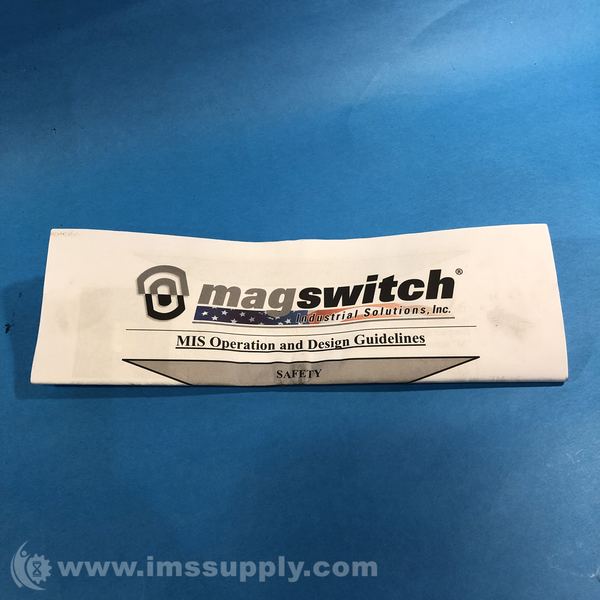 magswitch®
Industrial Solutions, Inc.
MIS Operation and Design Guidelines
SAFETY
www.imssupply.com